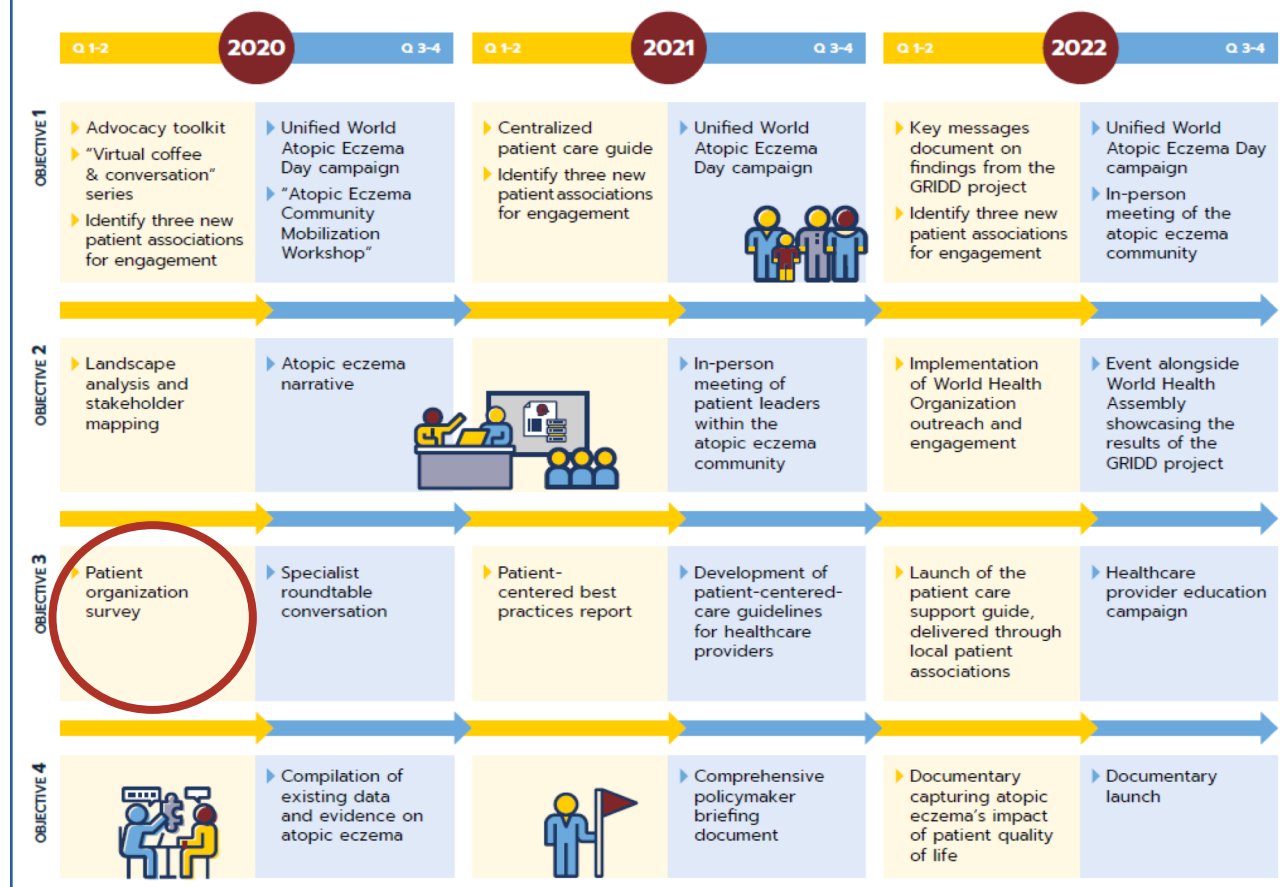 Q 1-2
2020
Q 3-4
Q 1-2
2021
Q 3-4
Q 1-2
2022
Q 3-4
OBJECTIVE 1
Advocacy toolkit
“Virtual coffee
& conversation”
series
Identify three new
patient associations
for engagement
Unified World
Atopic Eczema
Day campaign
“Atopic Eczema
Community
Mobilization
Workshop”
Centralized
patient care guide
Identify three new
patient associations
for engagement
Unified World
Atopic Eczema
Day campaign
Key messages
document on
findings from the
GRIDD project
Identify three new
patient associations
for engagement
Unified World
Atopic Eczema Day
campaign
In-person
meeting of the
atopic eczema
community
OBJECTIVE 2
Landscape
analysis and
stakeholder
mapping
Atopic eczema
narrative
In-person
meeting of
patient leaders
within the
atopic eczema
community
Implementation
of World Health
Organization
outreach and
engagement
Event alongside
World Health
Assembly
showcasing the
results of the
GRIDD project
OBJECTIVE 3
Patient
organization
survey
Specialist
roundtable
conversation
Patient-
centered best
practices report
Development of
patient-centered-
care guidelines
for healthcare
providers
Launch of the
patient care
support guide,
delivered through
local patient
associations
Healthcare
provider education
campaign
OBJECTIVE 4
Compilation of
existing data
and evidence on
atopic eczema
Comprehensive
policymaker
briefing
document
Documentary
capturing atopic
eczema’s impact
of patient quality
of life
Documentary
launch